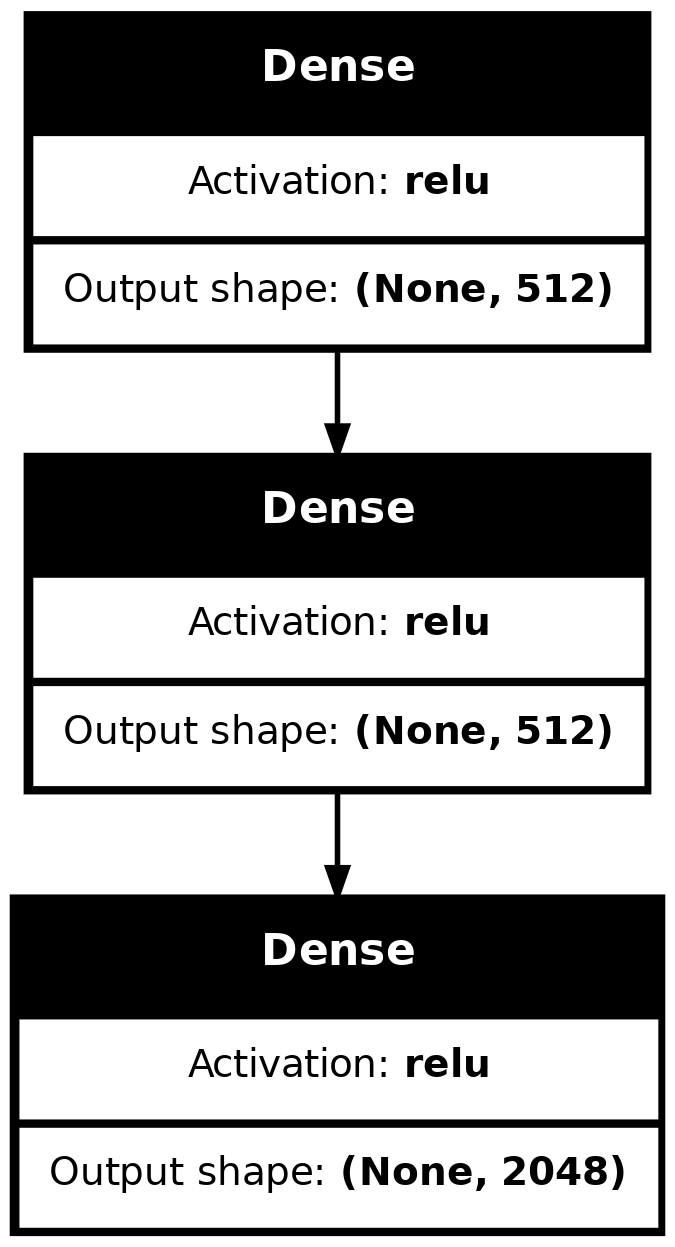 Dense
Activation: relu
Output shape: (None, 512)
Dense
Activation: relu
Output shape: (None, 512)
Dense
Activation: relu
Output shape: (None, 2048)